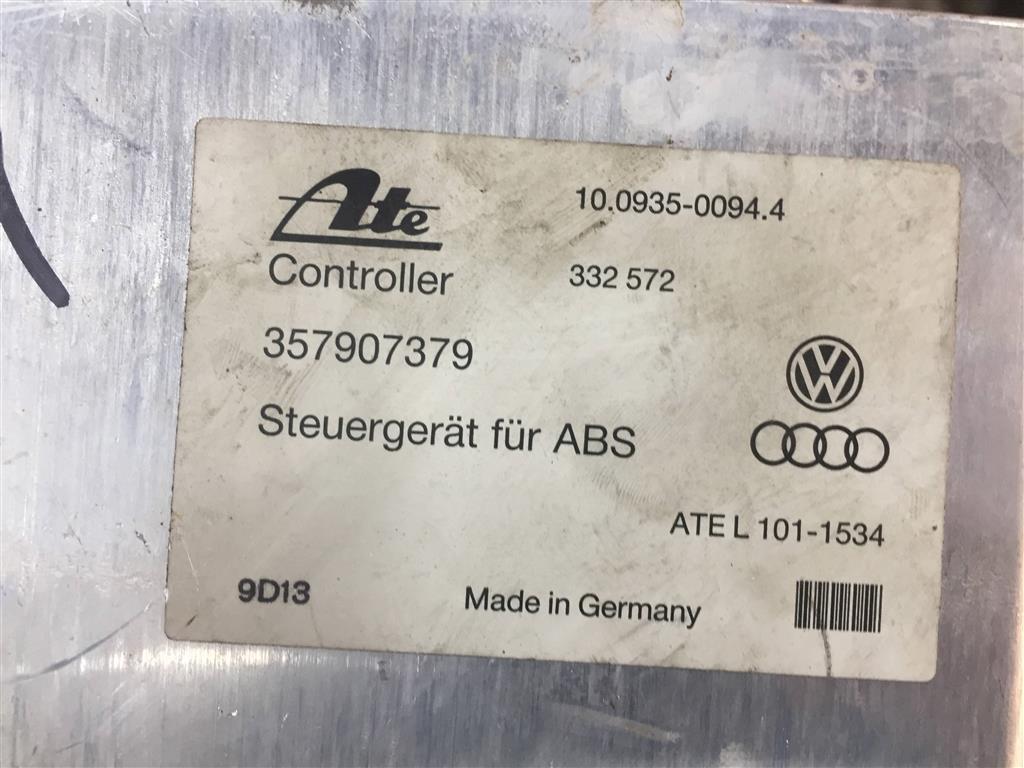 Ate
10.0935-0094.4
Controller
332 572
357907379
Steuergerät für ABS
ATE L 101-1534
9D13
Made in Germany